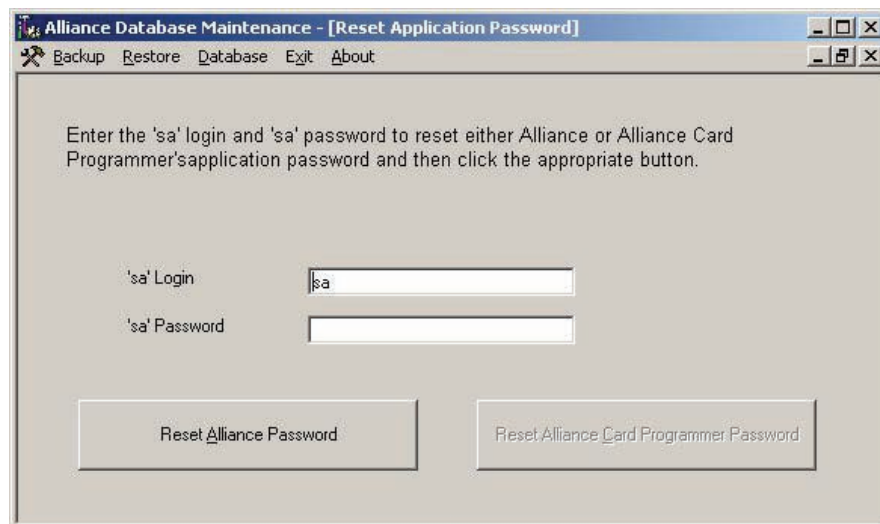 Alliance Database Maintenance - [Reset Application Password]
Backup Restore Database Exit About
Enter the 'sa' login and 'sa' password to reset either Alliance or Alliance Card
Programmer'sapplication password and then click the appropriate button.
'sa' Login sa
'sa' Password
Reset Alliance Password Reset Alliance Card Programmer Password